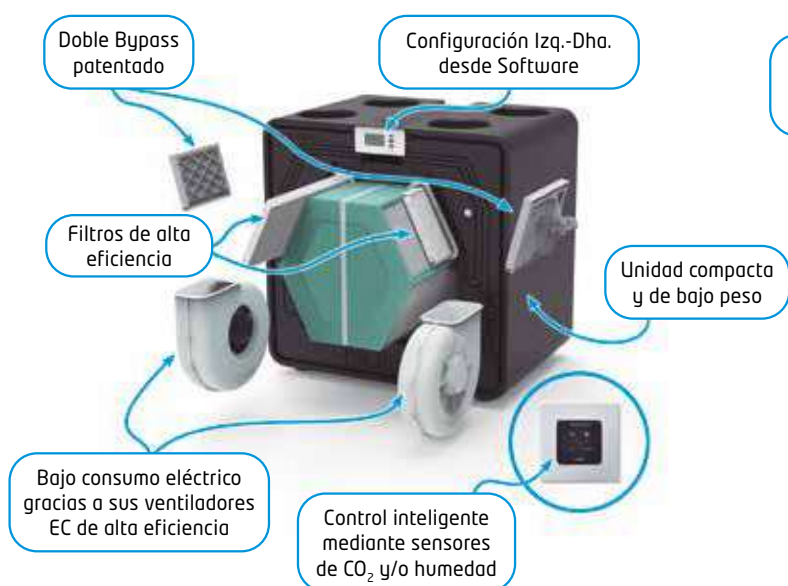 Doble Bypass
patentado
Configuración Izq.-Dha.
desde Software
Filtros de alta
eficiencia
Unidad compacta
y de bajo peso
Bajo consumo eléctrico
gracias a sus ventiladores
EC de alta eficiencia
Control inteligente
mediante sensores
de CO₂ y/o humedad